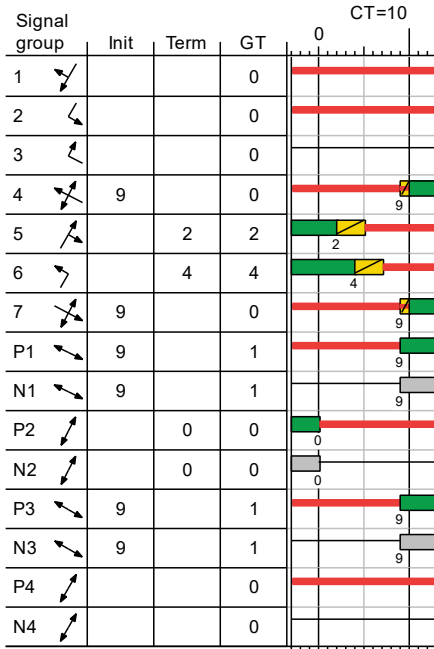 Signal group Init Term GT CT=10
0
1 0
2 0
3 0
4 9 0 9
5 2 2 2
6 4 4 4
7 9 0 9
P1 9 1 9
N1 9 1 9
P2 0 0 0
N2 0 0 0
P3 9 1 9
N3 9 1 9
P4 0
N4 0